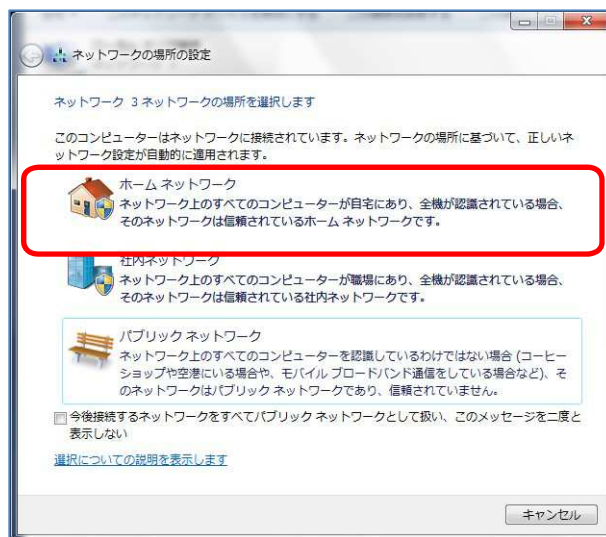 ネットワークの場所の設定
ネットワーク 3 ネットワークの場所を選択します
このコンピューターはネットワークに接続されています。ネットワークの場所に基づいて、正しいネ
ットワーク設定が自動的に適用されます。
ホーム ネットワーク
ネットワーク上のすべてのコンピューターが自宅にあり、全機が認識されている場合、
そのネットワークは信頼されているホーム ネットワークです。
社内ネットワーク
ネットワーク上のすべてのコンピューターが職場にあり、全機が認識されている場合、
そのネットワークは信頼されている社内ネットワークです。
パブリック ネットワーク
ネットワーク上のすべてのコンピューターを認識しているわけではない場合 (コーヒー
ショップや空港にいる場合や、モバイル ブロードバンド通信をしている場合など)、そ
のネットワークはパブリック ネットワークであり、信頼されていません。
今後接続するネットワークをすべてパブリック ネットワークとして扱い、このメッセージを二度と
表示しない
選択についての説明を表示します
キャンセル